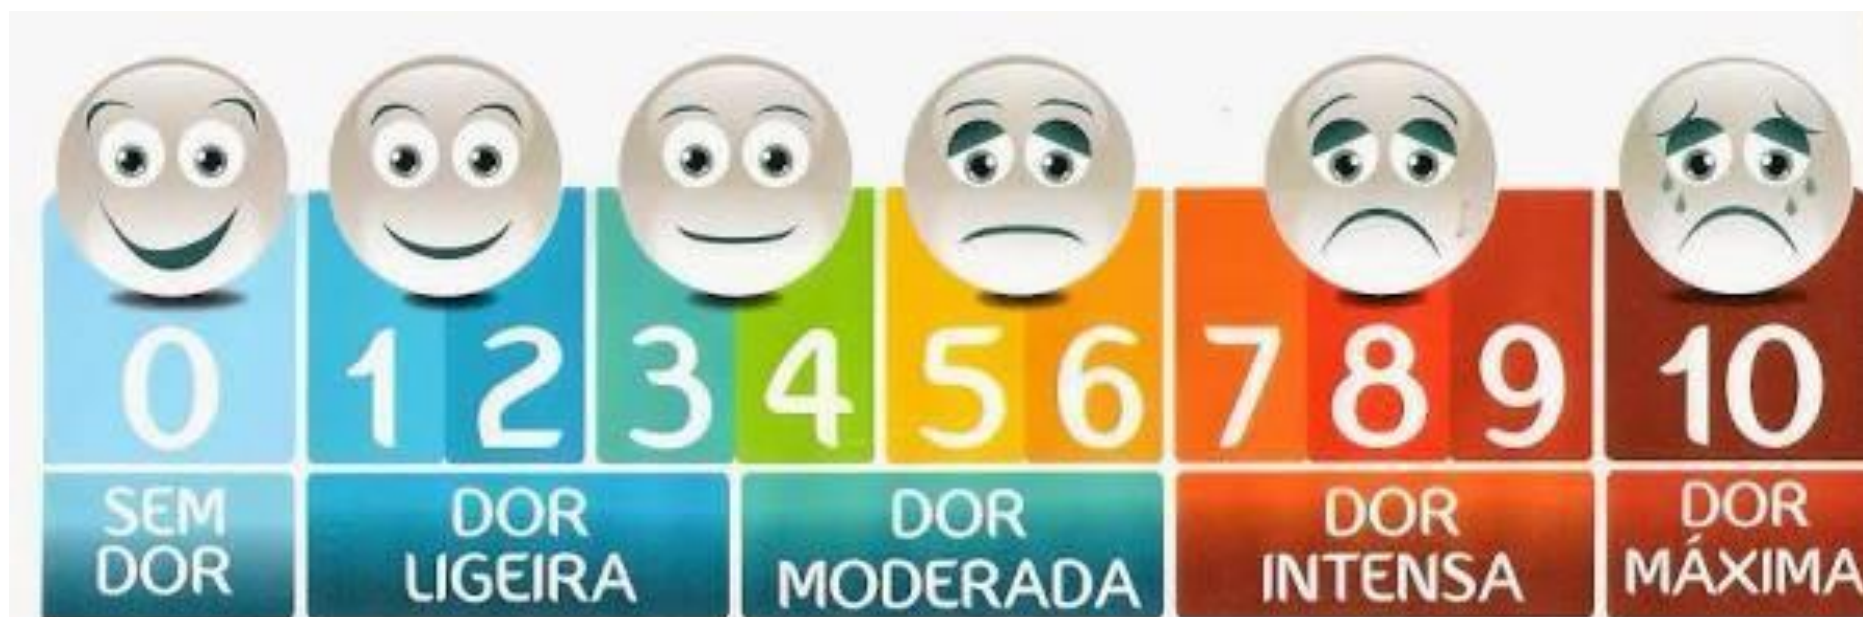 0 1 2 3 4 5 6 7 8 9 10
SEM
DOR
DOR
LIGEIRA
DOR
MODERADA
DOR
INTENSA
DOR
MÁXIMA